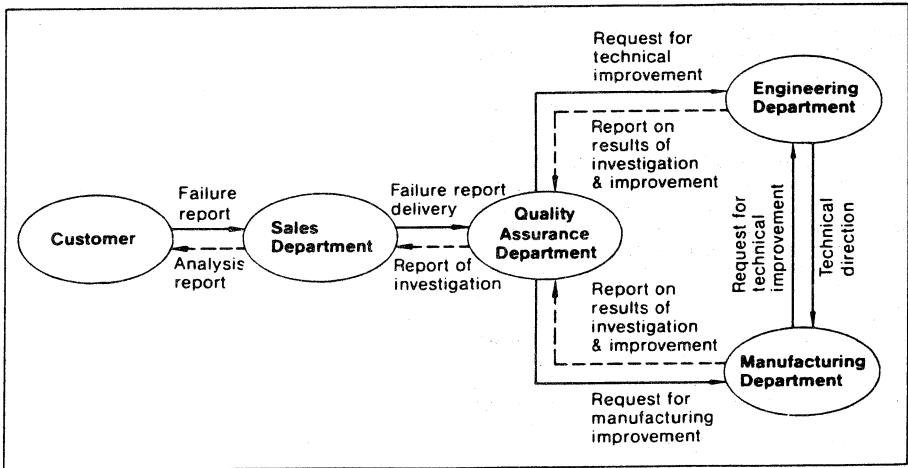 Request for
technical
improvement
Engineering
Department
Report on
results of
investigation
& improvement
Failure
report
Failure report
delivery
Customer
Sales
Department
Quality
Assurance
Department
Analysis
report
Report of
investigation
Request for
technical
improvement
Technical
direction
Report on
results of
investigation
& improvement
Manufacturing
Department
Request for
manufacturing
improvement